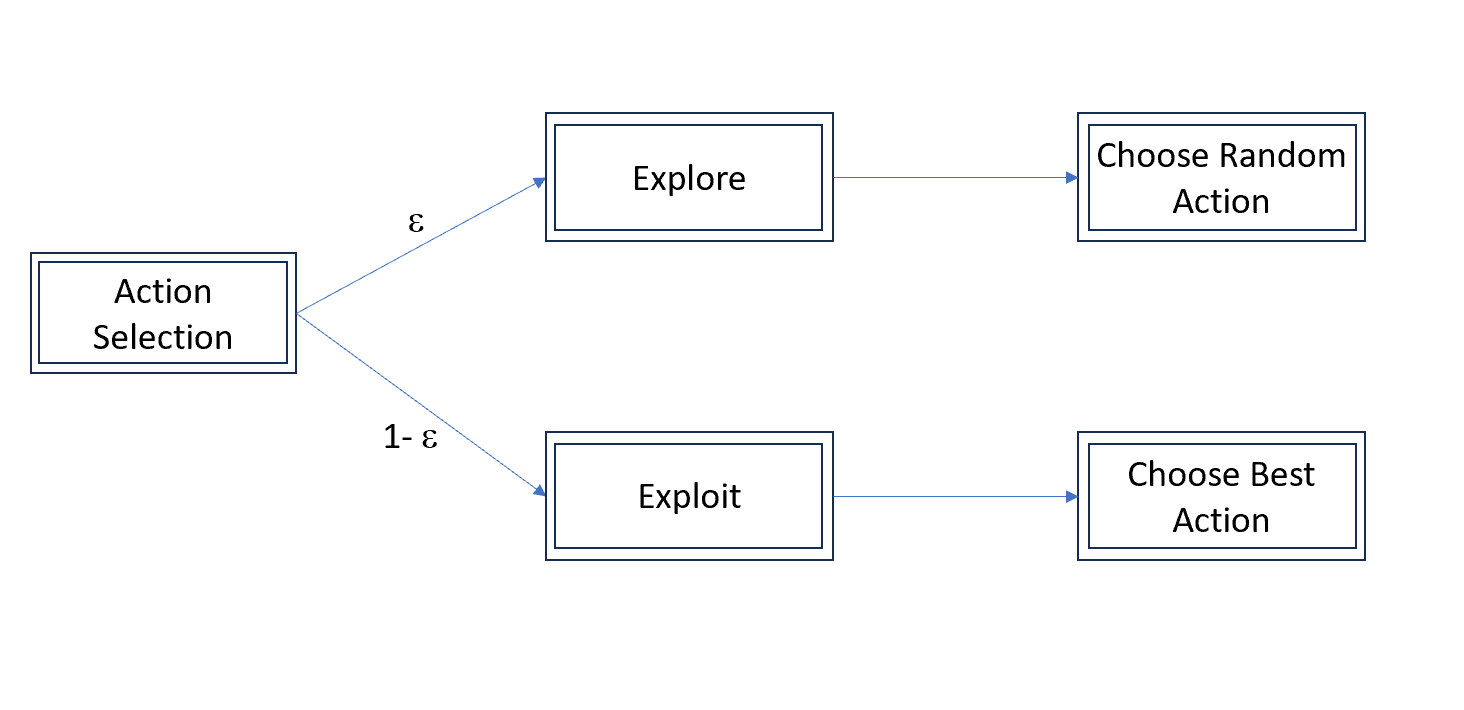 Action
Selection
ε
1- ε
Explore
Exploit
Choose Random
Action
Choose Best
Action